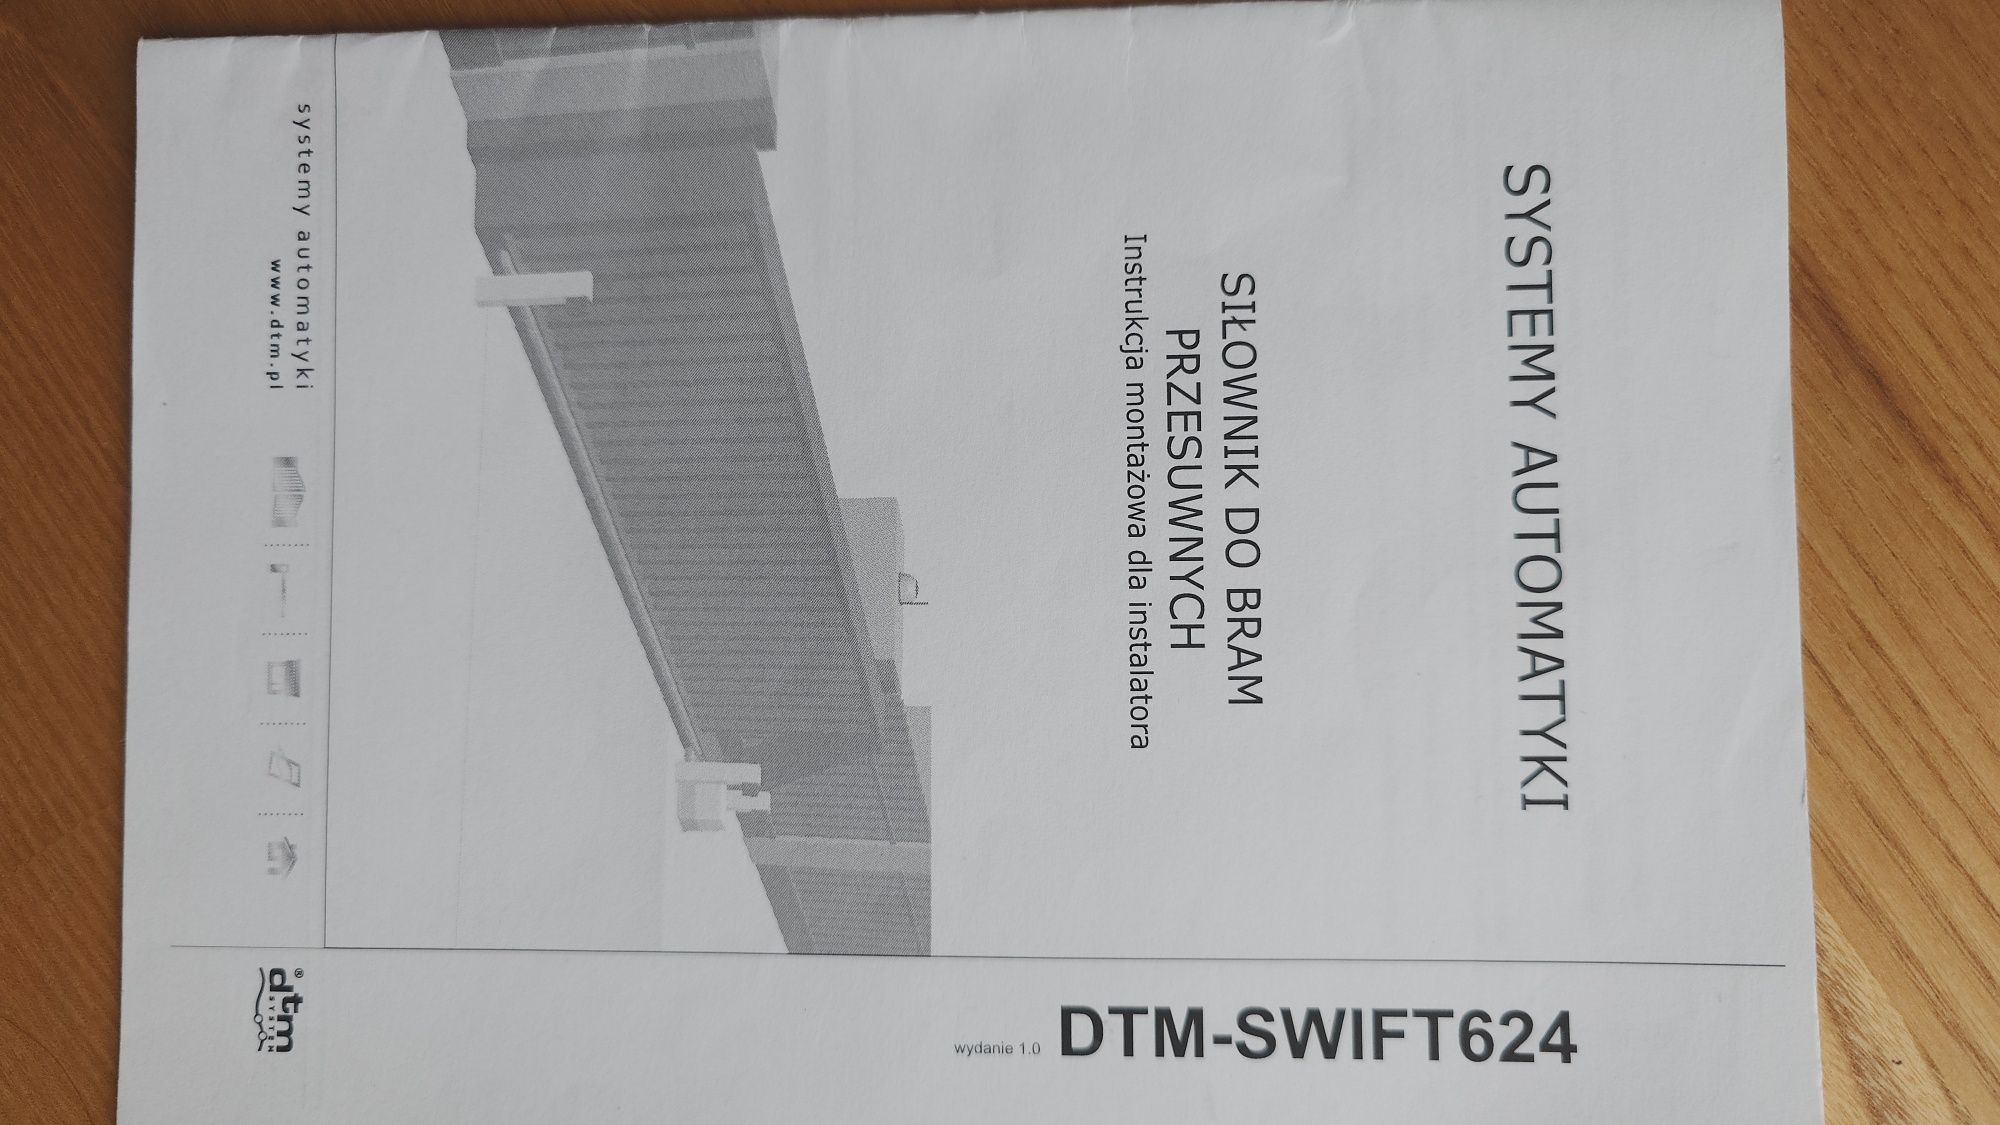 SYSTEMY AUTOMATYKI
SIŁOWNIK DO BRAM
PRZESUWNYCH
Instrukcja montażowa dla instalatora
DTM-SWIFT624
wydanie 1.0
systemy automatyki
www.dtm.pl
dtm®
SYSTEM